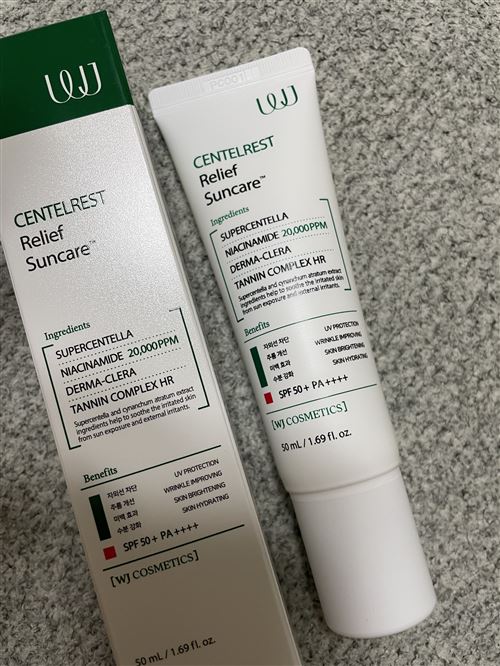 WJ
CENTELREST
Relief
Suncare™
Ingredients
SUPERCENTELLA
NIACINAMIDE 20,000PPM
DERMA-CLERA
TANNIN COMPLEX HR
Supercentella and cynanchum atratum extract
ingredients help to soothe the irritated skin
from sun exposure and external irritants.
Benefits
자외선 차단 UV PROTECTION
주름 개선 WRINKLE IMPROVING
미백 효과 SKIN BRIGHTENING
수분 강화 SKIN HYDRATING
SPF 50+ PA++++
[WJ COSMETICS]
50 mL / 1.69 fl. oz.
PC001
WJ
CENTELREST
Relief
Suncare™
Ingredients
SUPERCENTELLA
NIACINAMIDE 20,000PPM
DERMA-CLERA
TANNIN COMPLEX HR
Supercentella and cynanchum atratum extract
ingredients help to soothe the irritated skin
from sun exposure and external irritants.
Benefits
자외선 차단 UV PROTECTION
주름 개선 WRINKLE IMPROVING
미백 효과 SKIN BRIGHTENING
수분 강화 SKIN HYDRATING
SPF 50+ PA++++
[WJ COSMETICS]
50 mL / 1.69 fl. oz.